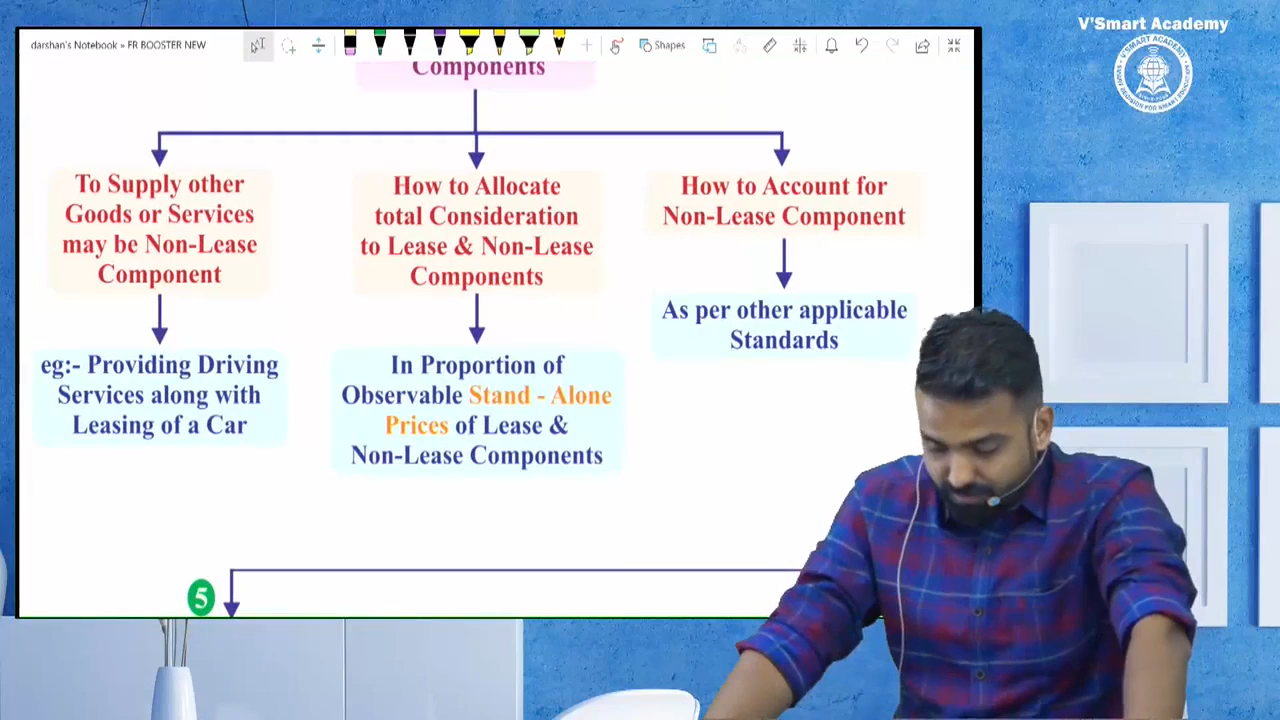 V'Smart Academy
darshan's Notebook » FR BOOSTER NEW
Shapes
Components
To Supply other
Goods or Services
may be Non-Lease
Component
How to Allocate
total Consideration
to Lease & Non-Lease
Components
How to Account for
Non-Lease Component
eg:- Providing Driving
Services along with
Leasing of a Car
In Proportion of
Observable Stand - Alone
Prices of Lease &
Non-Lease Components
As per other applicable
Standards
5